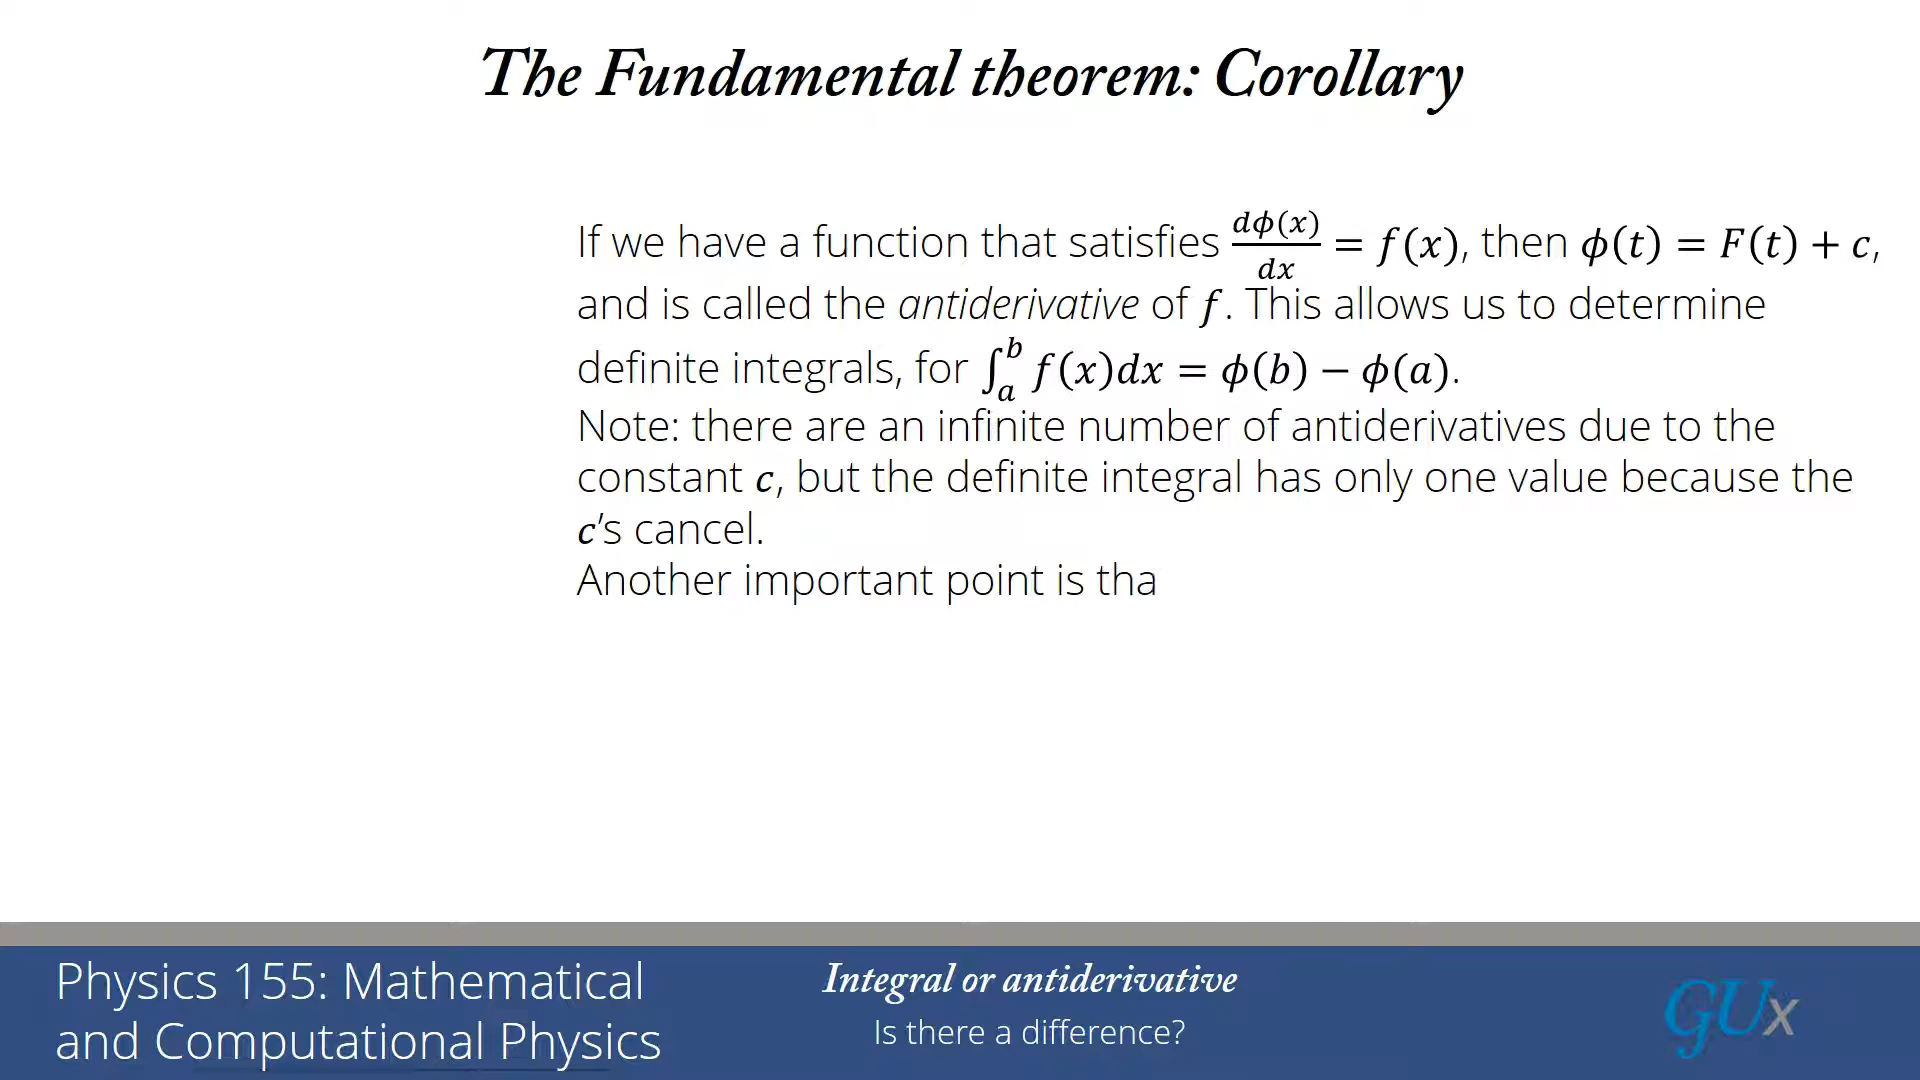 The Fundamental theorem: Corollary
If we have a function that satisfies dϕ(x)/dx = f(x), then ϕ(t) = F(t) + c,
and is called the antiderivative of f. This allows us to determine
definite integrals, for ∫_a^b f(x)dx = ϕ(b) − ϕ(a).
Note: there are an infinite number of antiderivatives due to the
constant c, but the definite integral has only one value because the
c's cancel.
Another important point is tha
Physics 155: Mathematical
and Computational Physics
Integral or antiderivative
Is there a difference?
GUx